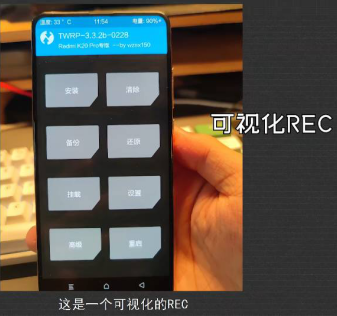 温度: 33°C 11:54 电量: 90%+
TWRP-3.3.2b-0228
Redmi K20 Pro专版 --by wzsx150
安装 清除
备份 还原
挂载 设置
高级 重启
可视化REC
这是一个可视化的REC